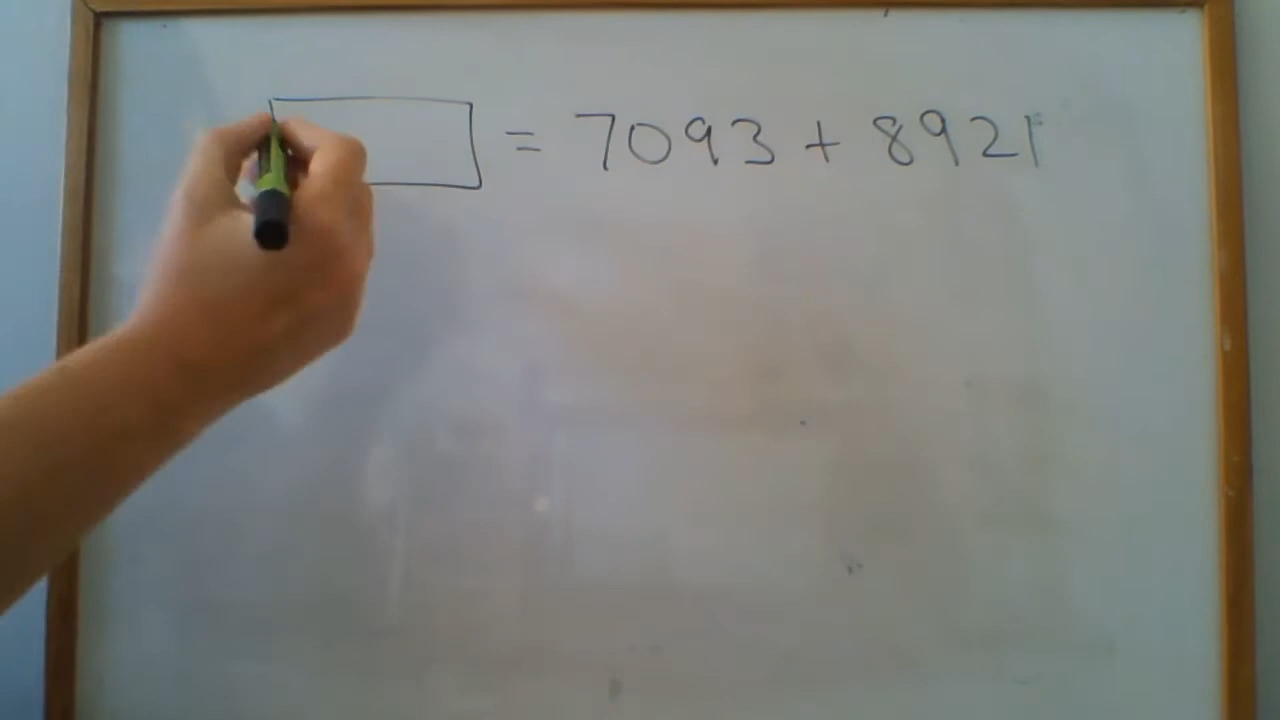 = 7093 + 8921